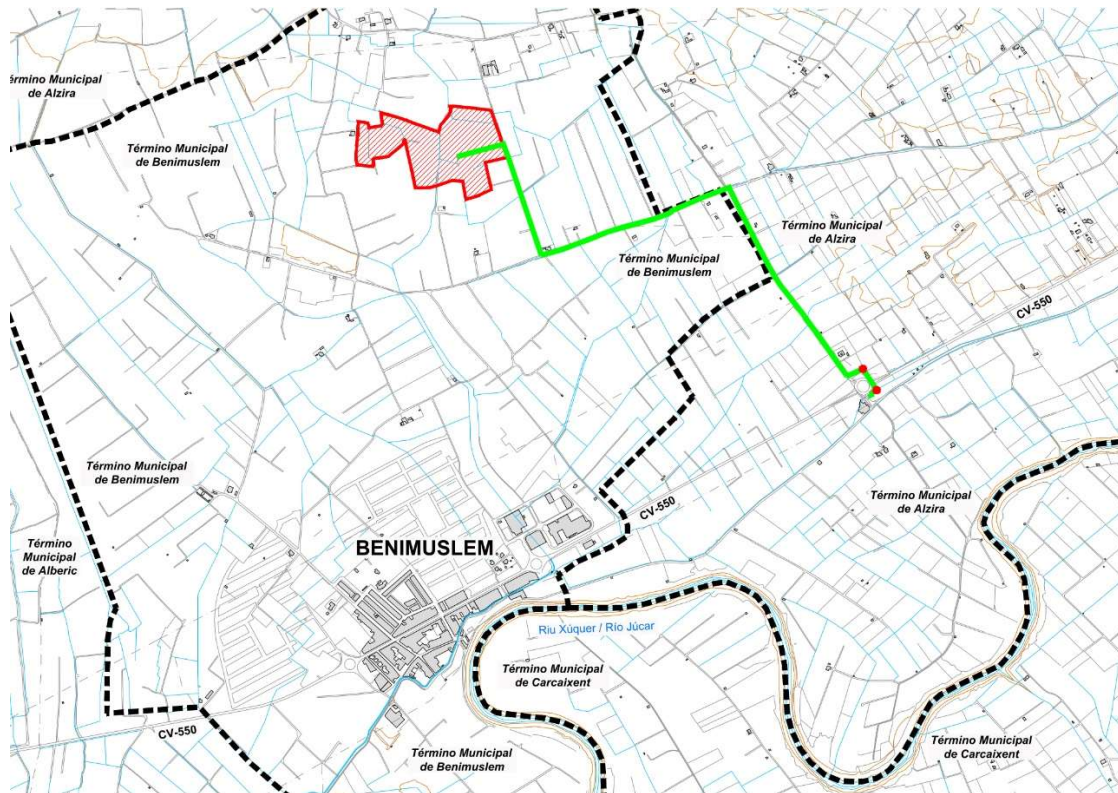 Término Municipal
de Alzira
Término Municipal
de Benimuslem
Término Municipal
de Alzira
Término Municipal
de Benimuslem
CV-550
Término Municipal
de Benimuslem
Término Municipal
de Alzira
CV-550
Término
Municipal
de Alberic
BENIMUSLEM
Riu Xúquer / Río Júcar
Término Municipal
de Carcaixent
CV-550
Término Municipal
de Benimuslem
Término Municipal
de Carcaixent